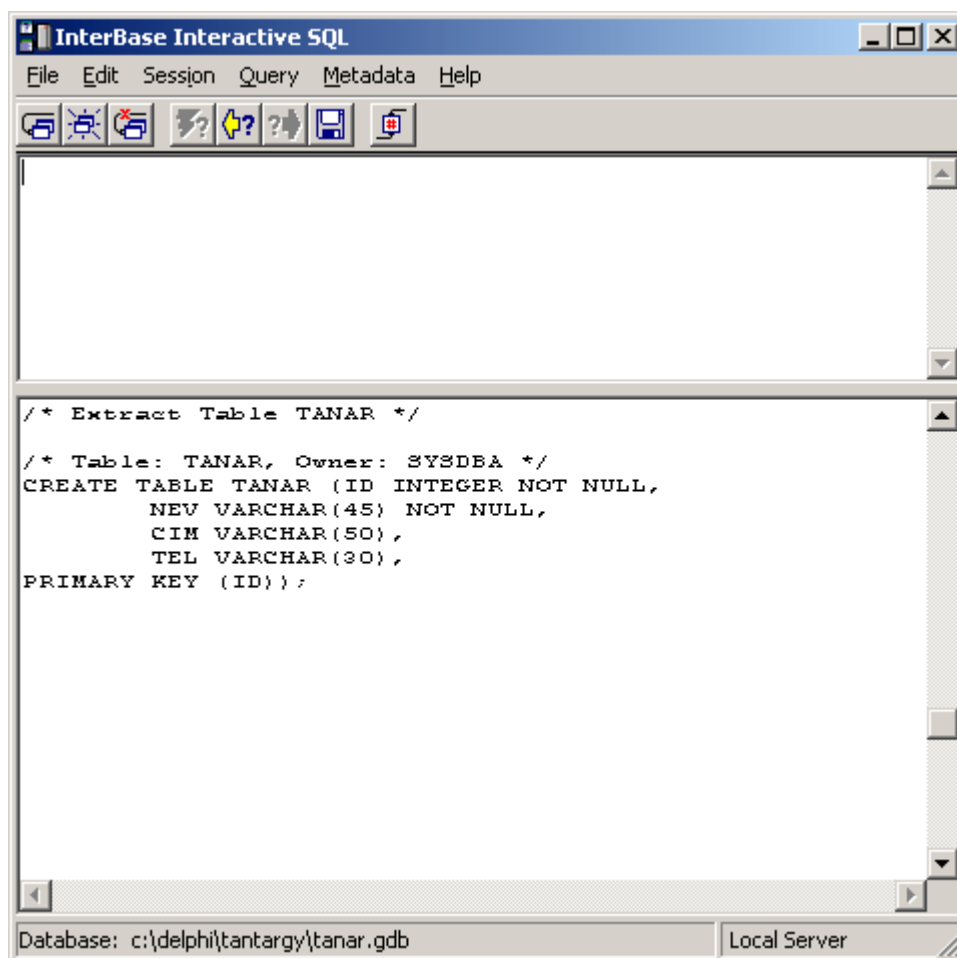 InterBase Interactive SQL
File Edit Session Query Metadata Help
/* Extract Table TANAR */
/* Table: TANAR, Owner: SYSDBA */
CREATE TABLE TANAR (ID INTEGER NOT NULL,
NEV VARCHAR(45) NOT NULL,
CIM VARCHAR(50),
TEL VARCHAR(30),
PRIMARY KEY (ID));
Database: c:\delphi\tantargy\tanar.gdb Local Server